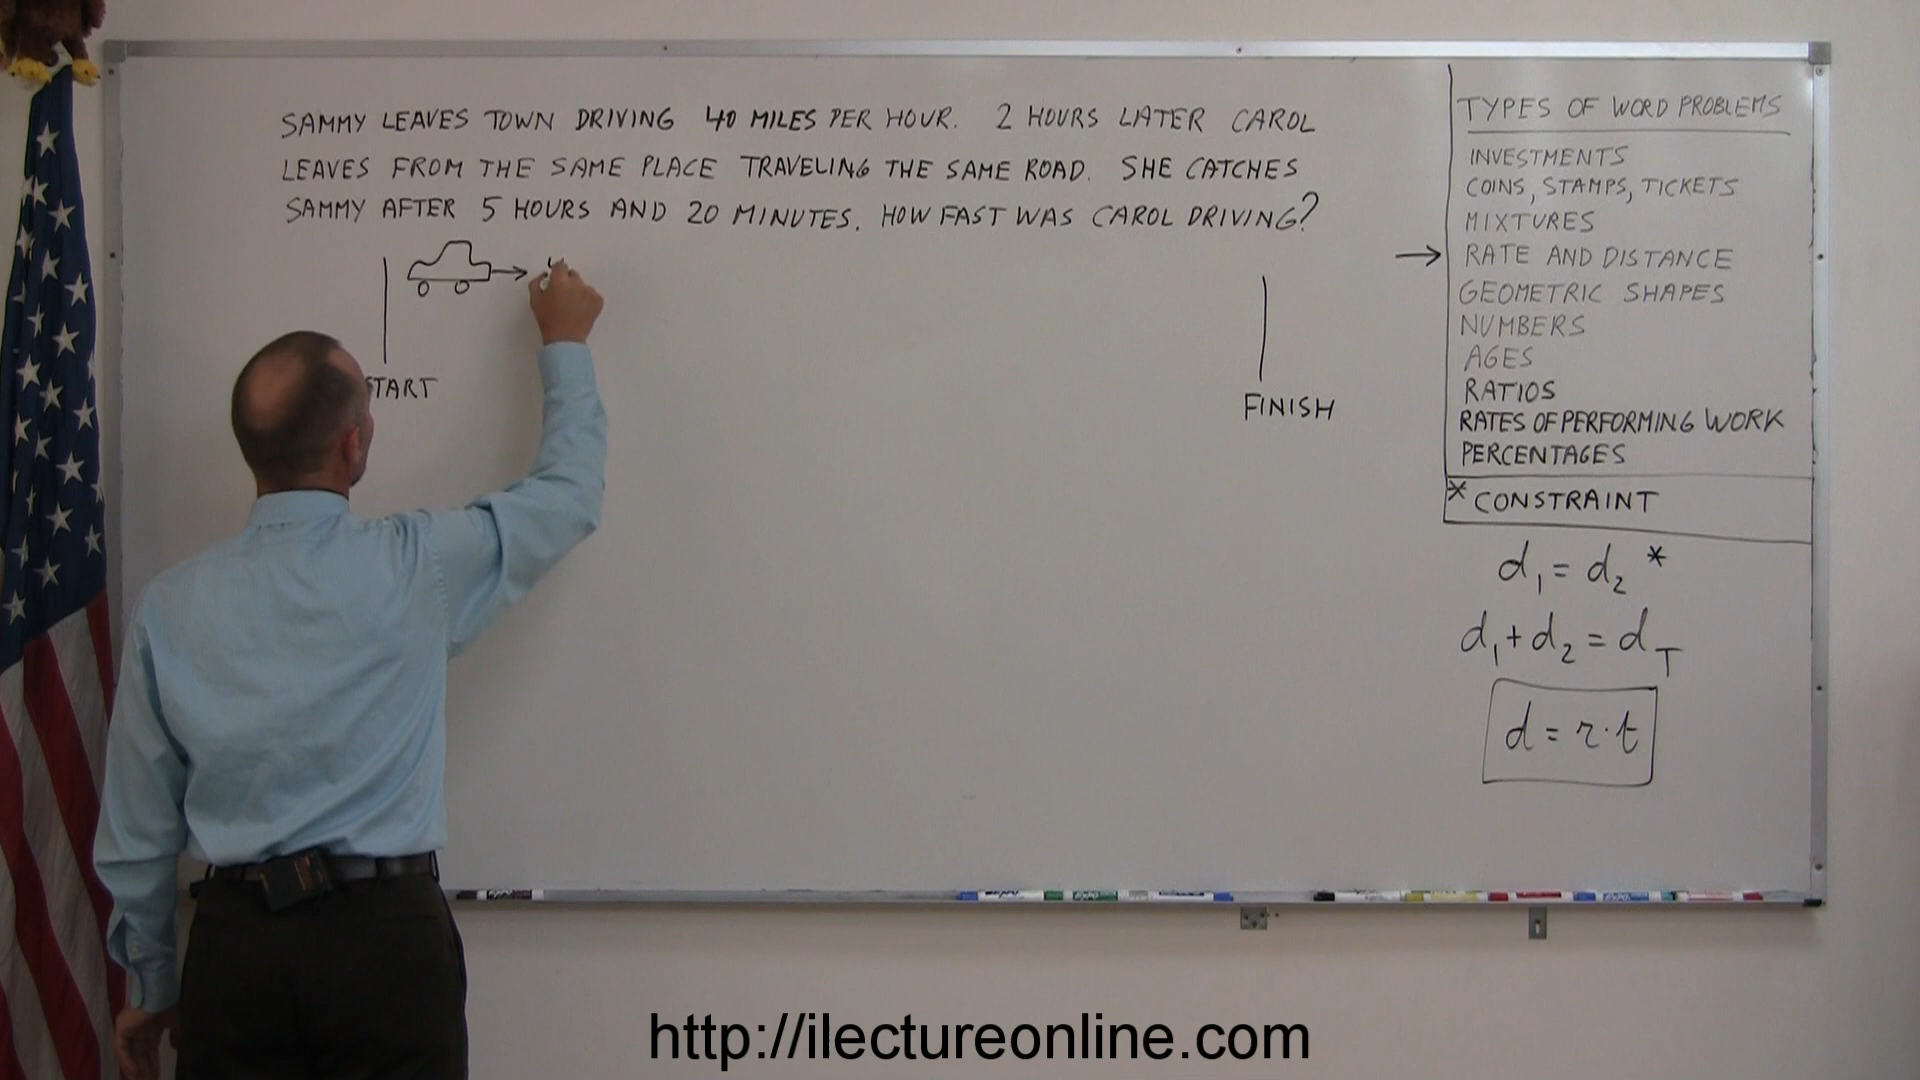 SAMMY LEAVES TOWN DRIVING 40 MILES PER HOUR. 2 HOURS LATER CAROL
LEAVES FROM THE SAME PLACE TRAVELING THE SAME ROAD. SHE CATCHES
SAMMY AFTER 5 HOURS AND 20 MINUTES. HOW FAST WAS CAROL DRIVING?
START
FINISH
TYPES OF WORD PROBLEMS
INVESTMENTS
COINS, STAMPS, TICKETS
MIXTURES
→ RATE AND DISTANCE
GEOMETRIC SHAPES
NUMBERS
AGES
RATIOS
RATES OF PERFORMING WORK
PERCENTAGES
* CONSTRAINT
d₁ = d₂ *
d₁ + d₂ = d_T
d = r · t
http://ilectureonline.com